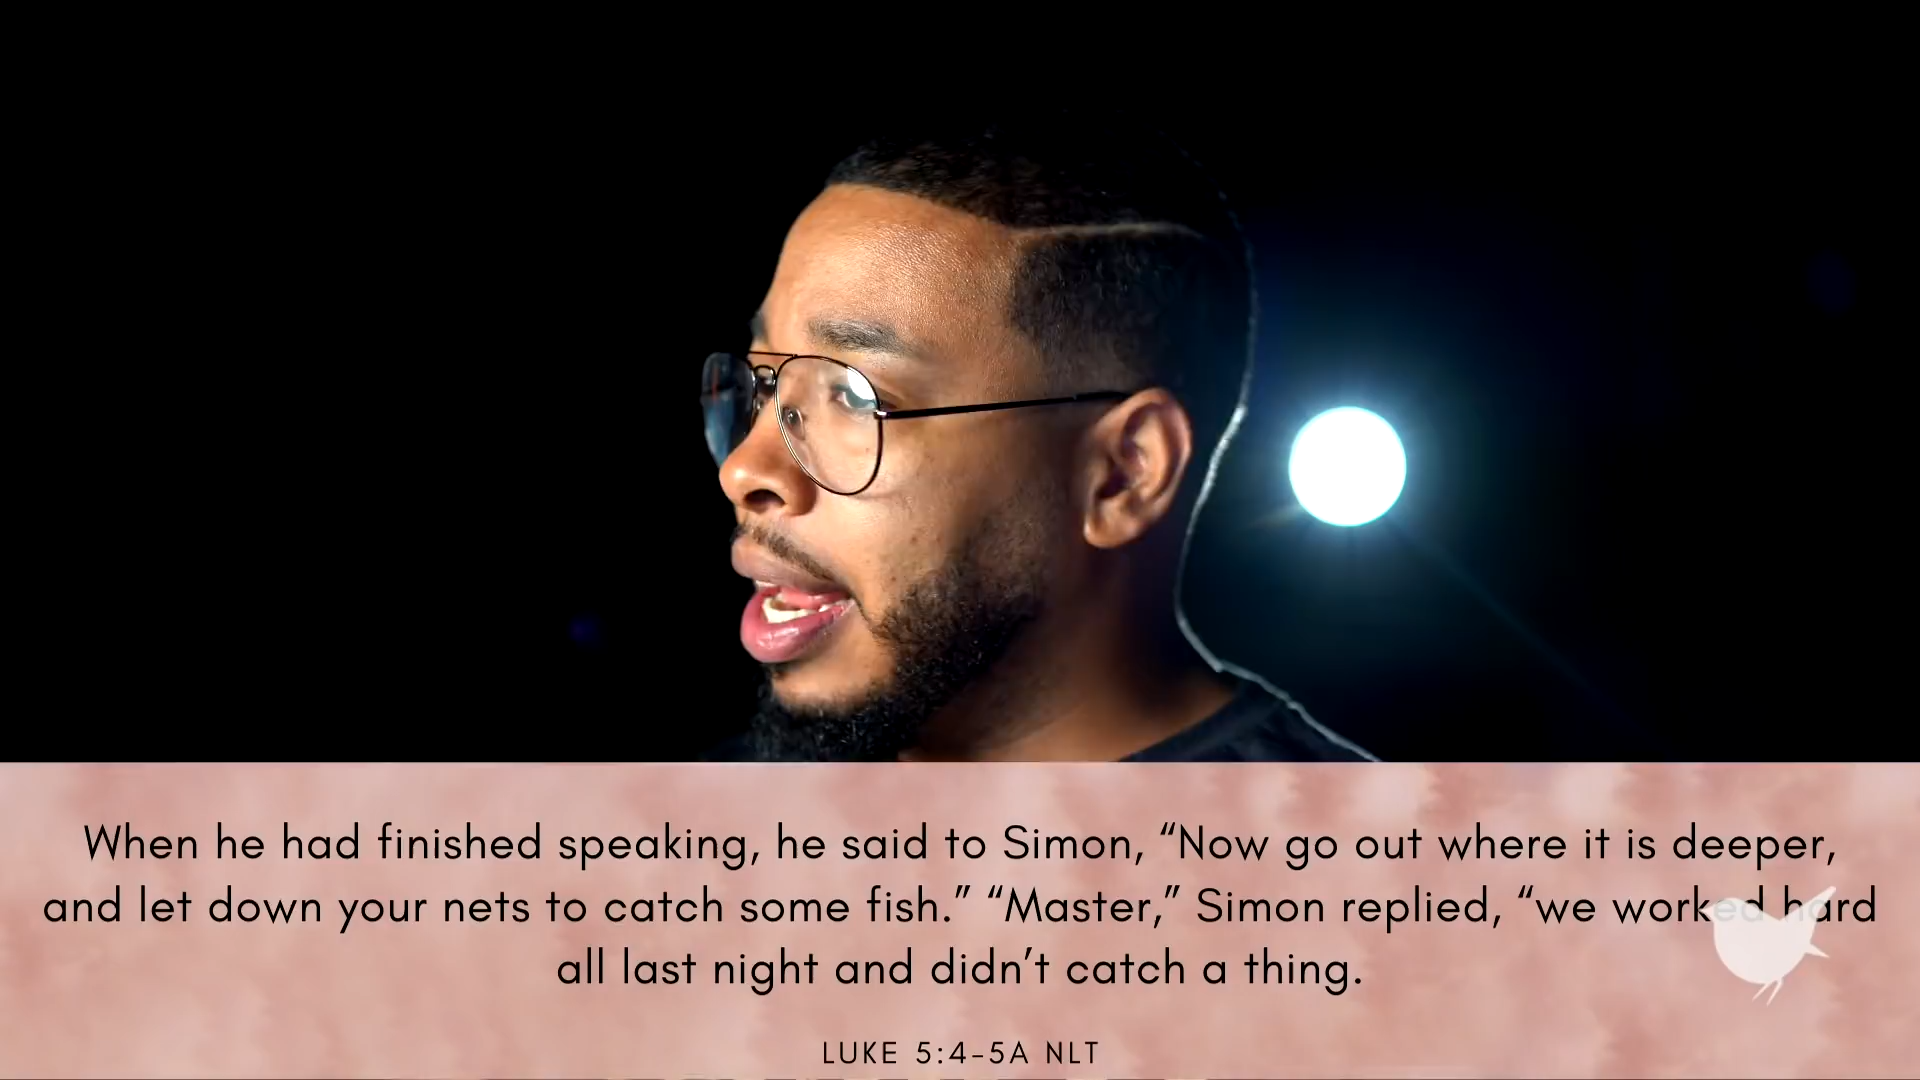 When he had finished speaking, he said to Simon, “Now go out where it is deeper,
and let down your nets to catch some fish.” “Master,” Simon replied, “we worked hard
all last night and didn’t catch a thing.
LUKE 5:4-5A NLT